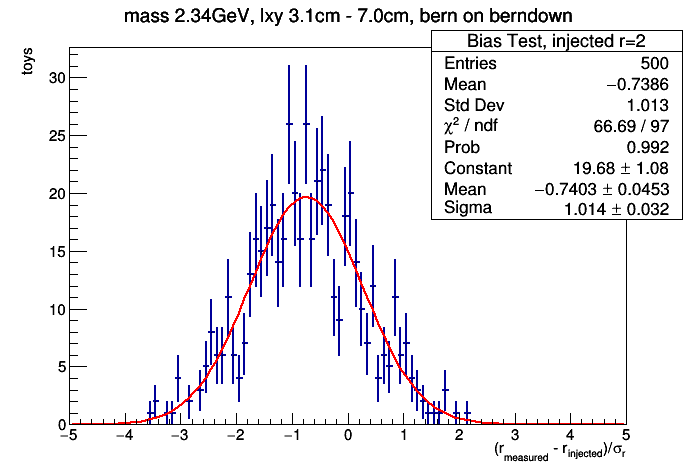 mass 2.34GeV, lxy 3.1cm - 7.0cm, bern on berndown
toys
Bias Test, injected r=2
Entries 500
Mean −0.7386
Std Dev 1.013
χ² / ndf 66.69 / 97
Prob 0.992
Constant 19.68 ± 1.08
Mean −0.7403 ± 0.0453
Sigma 1.014 ± 0.032
30
25
20
15
10
5
0
−5 −4 −3 −2 −1 0 1 2 3 4 5
(r_measured - r_injected)/σ_r